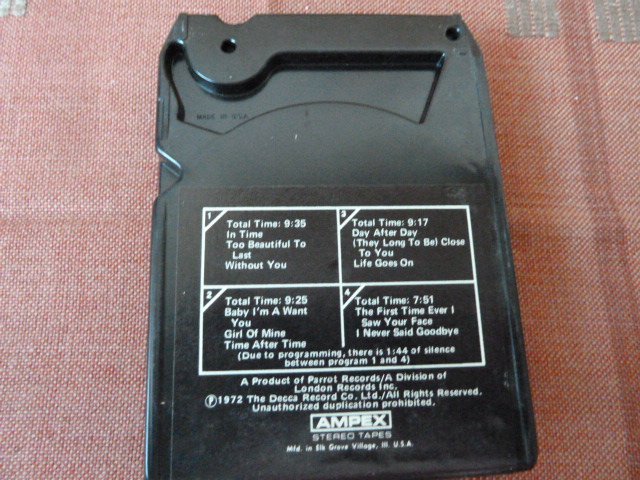 MADE IN U.S.A.
1
Total Time: 9:35
In Time
Too Beautiful To
Last
Without You
3
Total Time: 9:17
Day After Day
(They Long To Be) Close
To You
Life Goes On
2
Total Time: 9:25
Baby I'm A Want
You
Girl Of Mine
Time After Time
4
Total Time: 7:51
The First Time Ever I
Saw Your Face
I Never Said Goodbye
(Due to programming, there is 1:44 of silence
between program 1 and 4)
A Product of Parrot Records/A Division of
London Records Inc.
Ⓟ1972 The Decca Record Co. Ltd./All Rights Reserved.
Unauthorized duplication prohibited.
AMPEX
STEREO TAPES
Mfd. in Elk Grove Village, Ill. U.S.A.